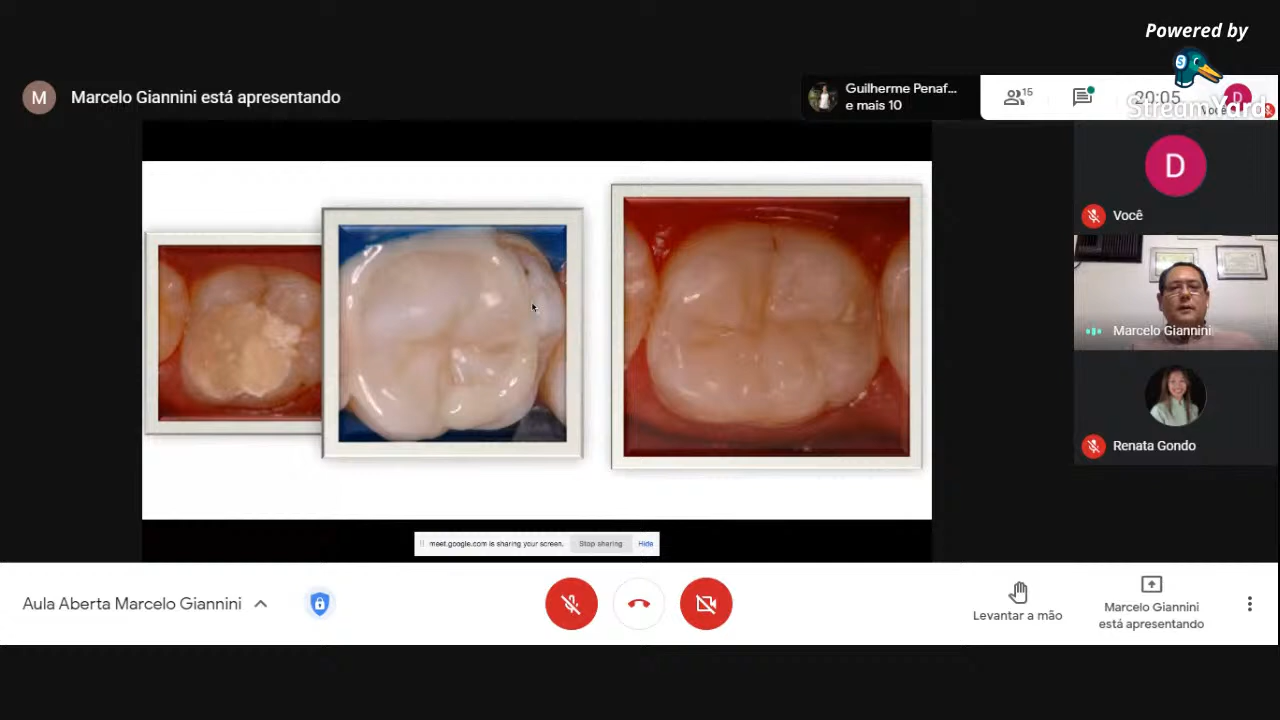 Powered by
M
Marcelo Giannini está apresentando
Guilherme Penaf...
e mais 10
15
20:05
D
Você
StreamYard
D
Você
Marcelo Giannini
Renata Gondo
meet.google.com is sharing your screen.
Stop sharing
Hide
Aula Aberta Marcelo Giannini
Levantar a mão
Marcelo Giannini
está apresentando